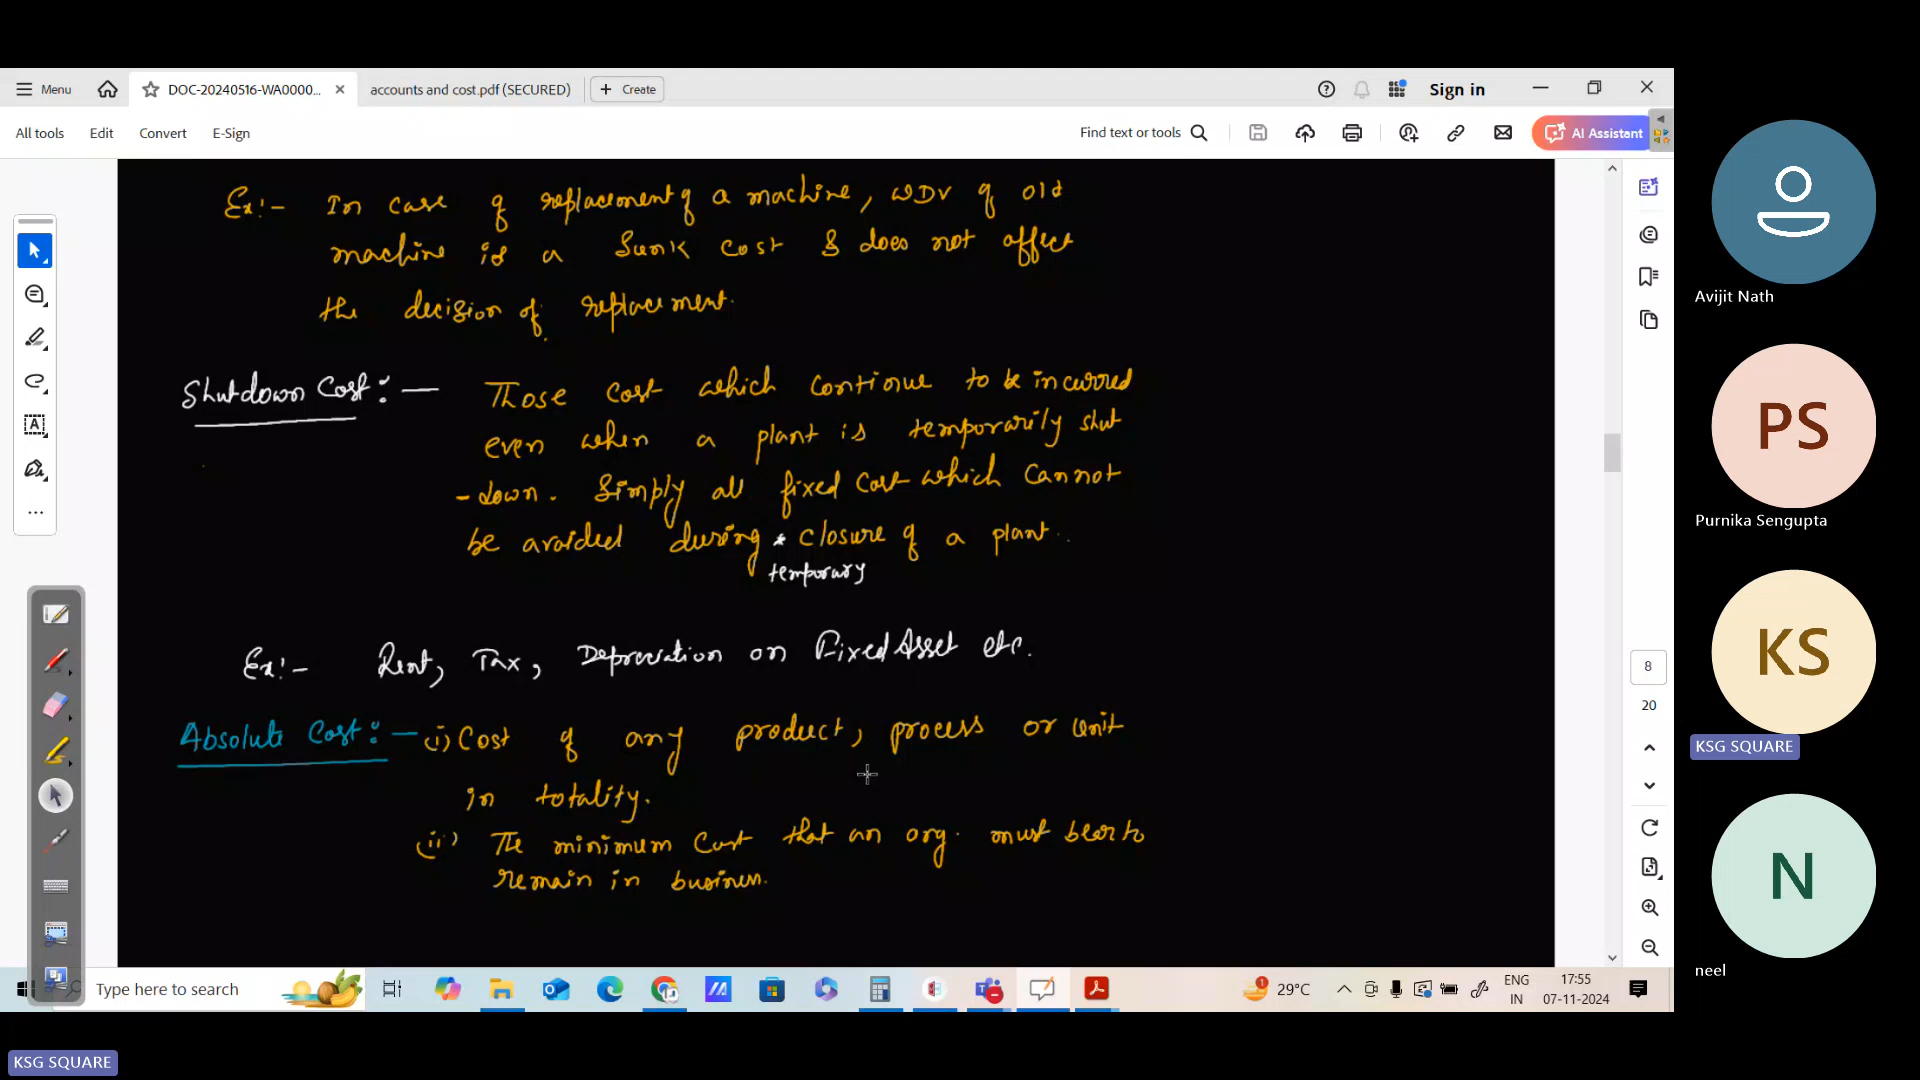 Menu
DOC-20240516-WA0000...
accounts and cost.pdf (SECURED)
Create
Sign in
All tools
Edit
Convert
E-Sign
Find text or tools
AI Assistant
Ex:- In case of replacement of a machine, WDV of old
machine is a Sunk cost & does not affect
the decision of replacement.
Shutdown Cost:— Those cost which continue to be incurred
even when a plant is temporarily shut
-down. Simply all fixed cost which cannot
be avoided during closure of a plant.
temporary
Ex:- Rent, Tax, Depreciation on Fixed Asset etc.
Absolute Cost:— (i) Cost of any product, process or unit
in totality.
(ii) The minimum Cost that an org. must bear to
remain in business.
8
20
Type here to search
1
29°C
ENG
IN
17:55
07-11-2024
Avijit Nath
PS
Purnika Sengupta
KS
KSG SQUARE
N
neel
KSG SQUARE